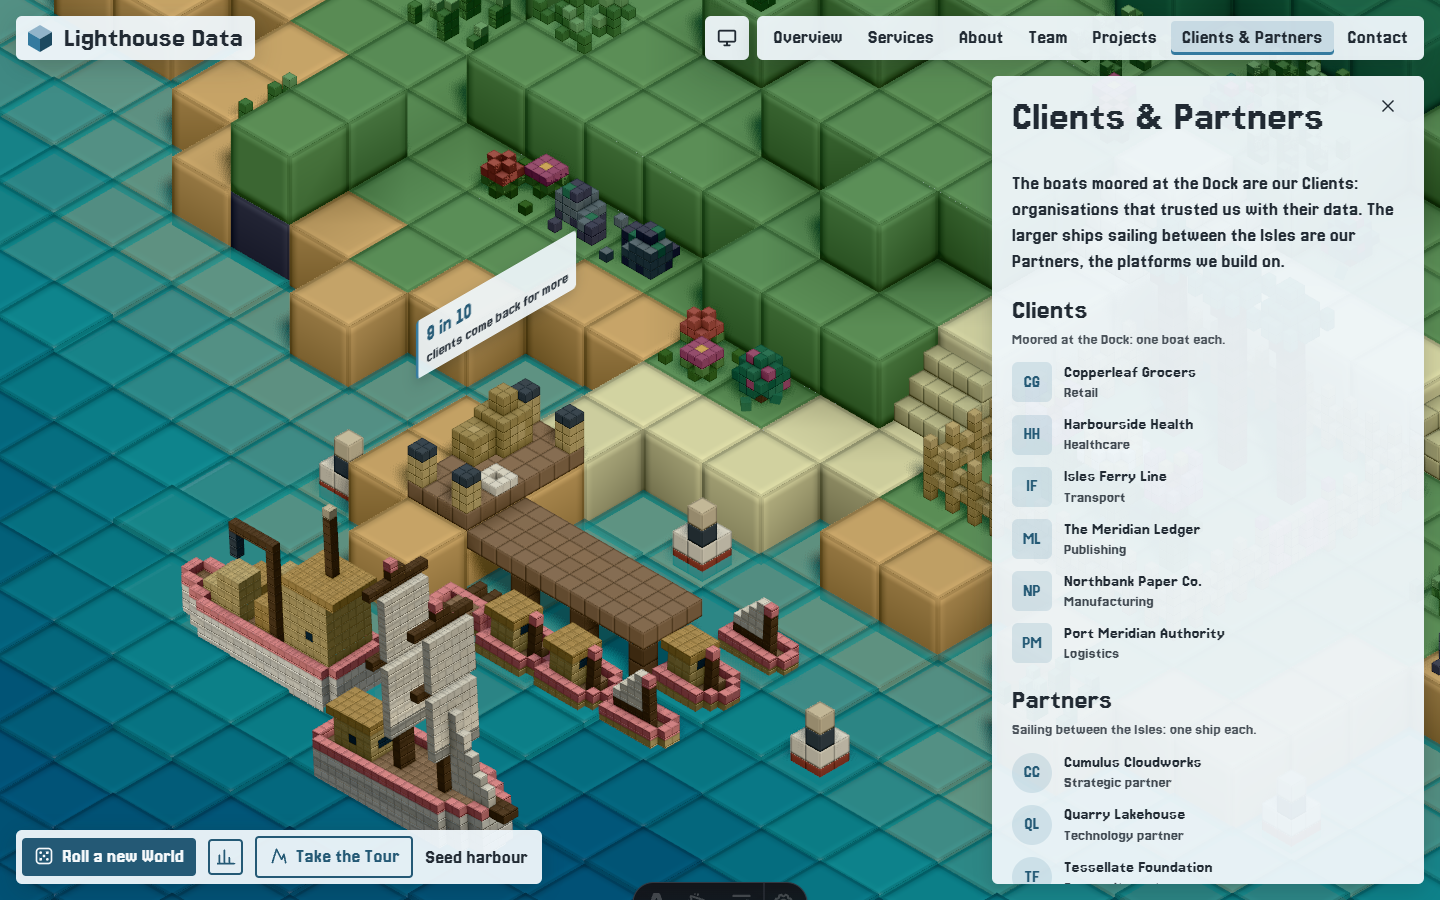 Lighthouse Data
Overview
Services
About
Team
Projects
Clients & Partners
Contact
Clients & Partners
The boats moored at the Dock are our Clients:
organisations that trusted us with their data. The
larger ships sailing between the Isles are our
Partners, the platforms we build on.
Clients
Moored at the Dock: one boat each.
CG
Copperleaf Grocers
Retail
HH
Harbourside Health
Healthcare
IF
Isles Ferry Line
Transport
ML
The Meridian Ledger
Publishing
NP
Northbank Paper Co.
Manufacturing
PM
Port Meridian Authority
Logistics
Partners
Sailing between the Isles: one ship each.
CC
Cumulus Cloudworks
Strategic partner
QL
Quarry Lakehouse
Technology partner
TF
Tessellate Foundation
9 in 10
clients come back for more
Roll a new World
Take the Tour
Seed harbour